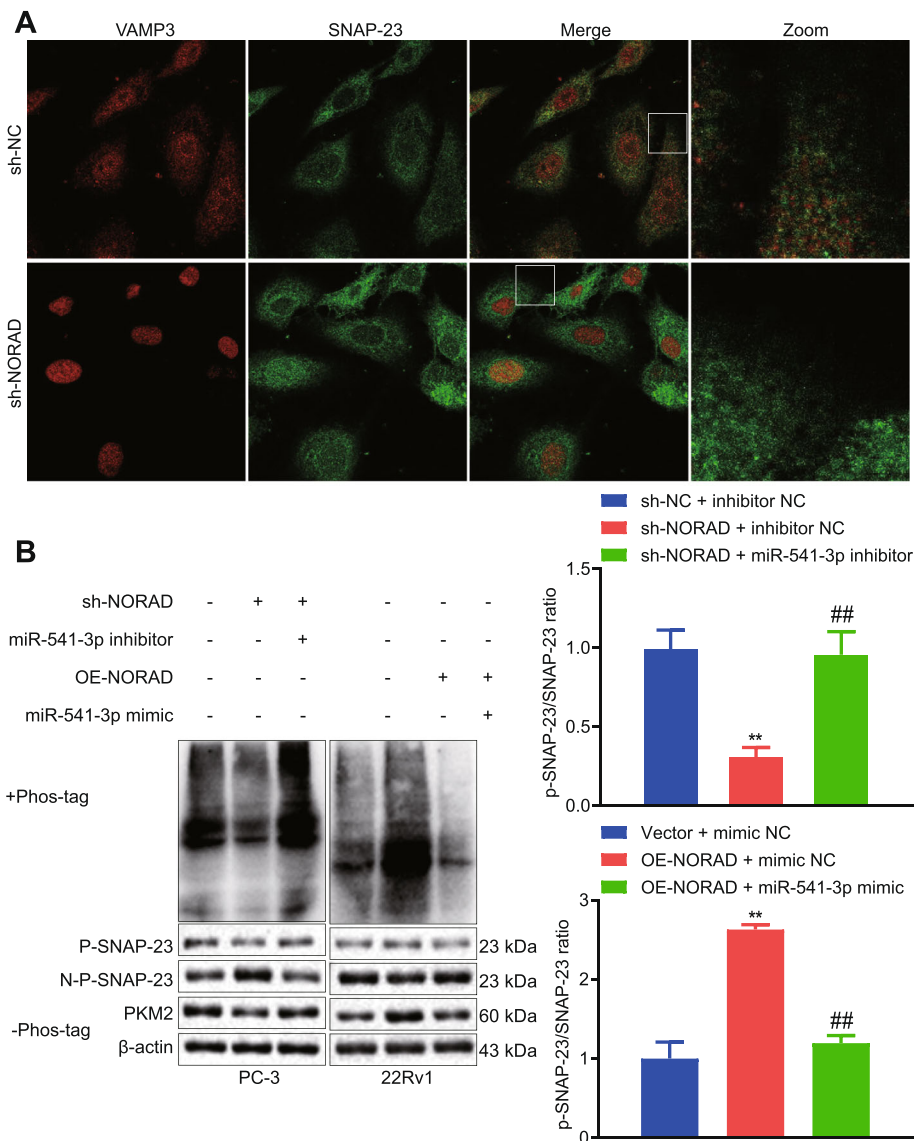 A
VAMP3 SNAP-23 Merge Zoom
sh-NC
sh-NORAD
sh-NC + inhibitor NC
sh-NORAD + inhibitor NC
sh-NORAD + miR-541-3p inhibitor
B
sh-NORAD - + + - - -
miR-541-3p inhibitor - - + - - -
OE-NORAD - - - - + +
miR-541-3p mimic - - - - - +
+Phos-tag
P-SNAP-23 23 kDa
N-P-SNAP-23 23 kDa
PKM2 60 kDa
-Phos-tag
β-actin 43 kDa
PC-3 22Rv1
p-SNAP-23/SNAP-23 ratio
1.5
1.0
0.5
0.0
**
##
Vector + mimic NC
OE-NORAD + mimic NC
OE-NORAD + miR-541-3p mimic
p-SNAP-23/SNAP-23 ratio
3
2
1
0
**
##